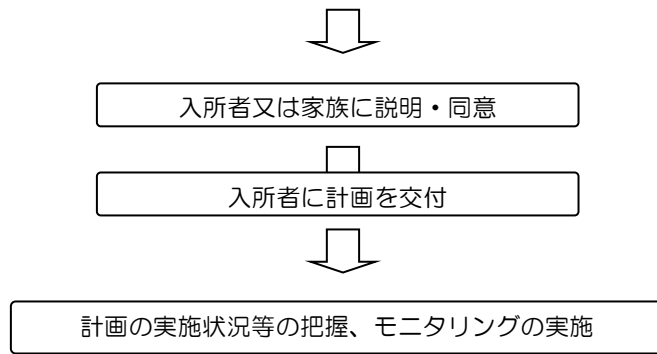 入所者又は家族に説明・同意
入所者に計画を交付
計画の実施状況等の把握、モニタリングの実施